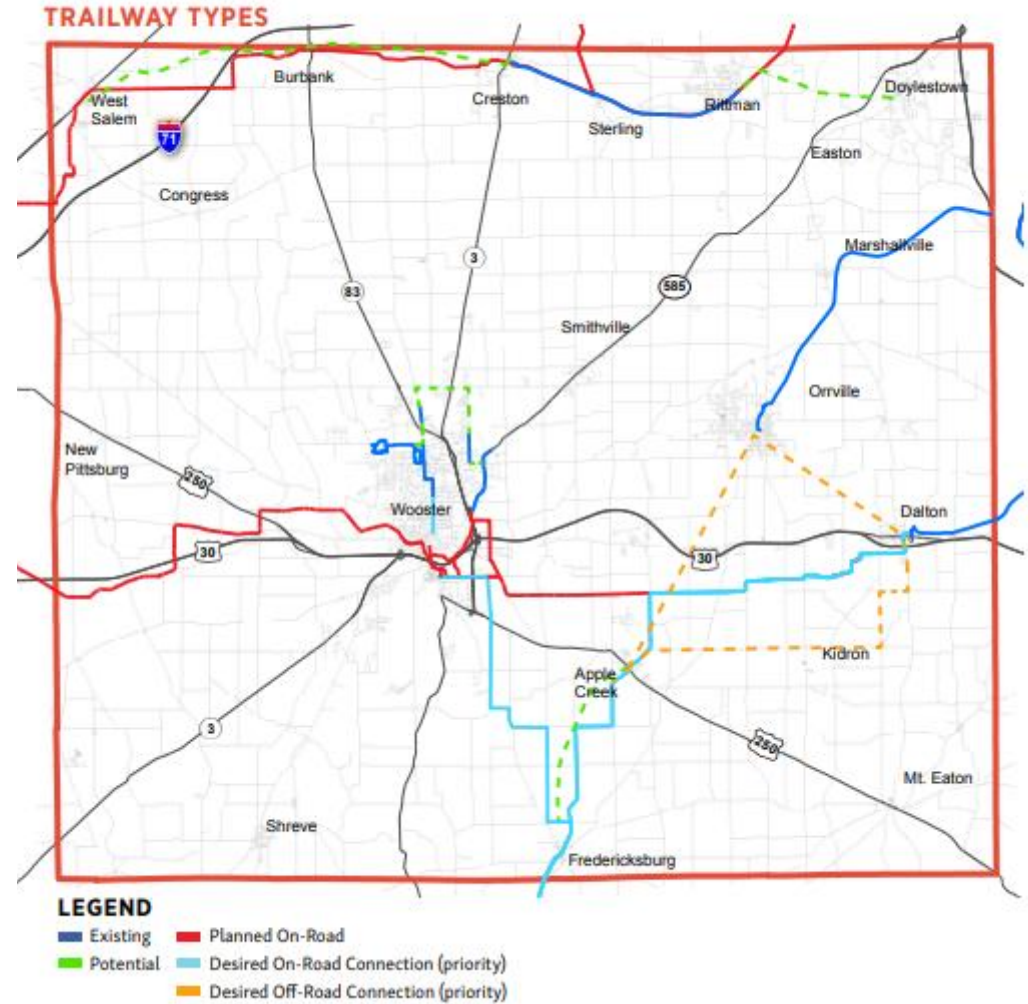 TRAILWAY TYPES
Burbank
West
Salem
Creston
Rittman
Doylestown
71
Sterling
Easton
Congress
Marshallville
3
83
585
Smithville
Orrville
New
Pittsburg
250
Wooster
Dalton
30
30
Kidron
Apple
Creek
3
250
Mt. Eaton
Shreve
Fredericksburg
LEGEND
Existing
Planned On-Road
Potential
Desired On-Road Connection (priority)
Desired Off-Road Connection (priority)